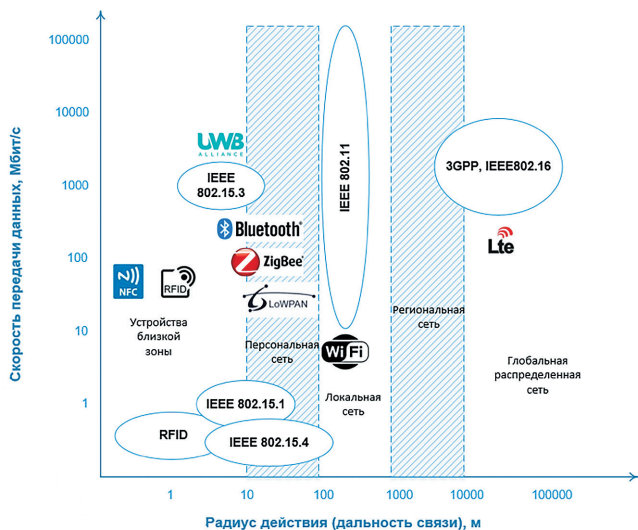 Скорость передачи данных, Мбит/с
100000
10000
1000
100
10
1
UWB
ALLIANCE
IEEE
802.15.3
Bluetooth®
ZigBee®
6LoWPAN
NFC
RFID
Устройства
близкой
зоны
Персональная
сеть
IEEE 802.11
WiFi
Локальная
сеть
Региональная
сеть
3GPP, IEEE802.16
Lte
Глобальная
распределенная
сеть
IEEE 802.15.1
RFID
IEEE 802.15.4
1
10
100
1000
10000
100000
Радиус действия (дальность связи), м